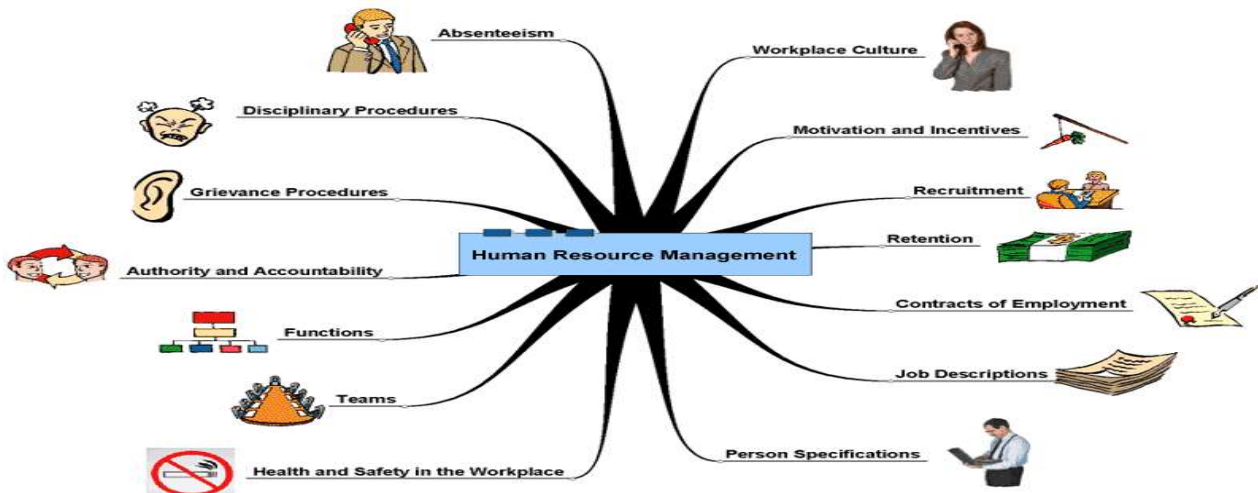 Absenteeism
Workplace Culture
Disciplinary Procedures
Motivation and Incentives
Grievance Procedures
Recruitment
Retention
Human Resource Management
Authority and Accountability
Contracts of Employment
Functions
Job Descriptions
Teams
Person Specifications
Health and Safety in the Workplace